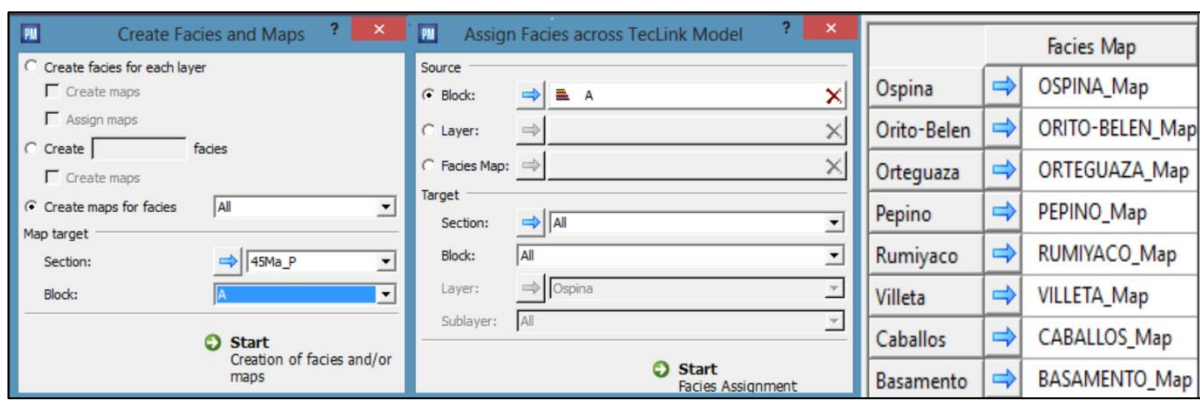 PM Create Facies and Maps ? ×
Create facies for each layer
Create maps
Assign maps
Create facies
Create maps
Create maps for facies All
Map target
Section: 45Ma_P
Block: A
Start
Creation of facies and/or
maps
PM Assign Facies across TecLink Model ? ×
Source
Block: A
Layer:
Facies Map:
Target
Section: All
Block: All
Layer: Ospina
Sublayer: All
Start
Facies Assignment
Facies Map
Ospina OSPINA_Map
Orito-Belen ORITO-BELEN_Map
Orteguaza ORTEGUAZA_Map
Pepino PEPINO_Map
Rumiyaco RUMIYACO_Map
Villeta VILLETA_Map
Caballos CABALLOS_Map
Basamento BASAMENTO_Map